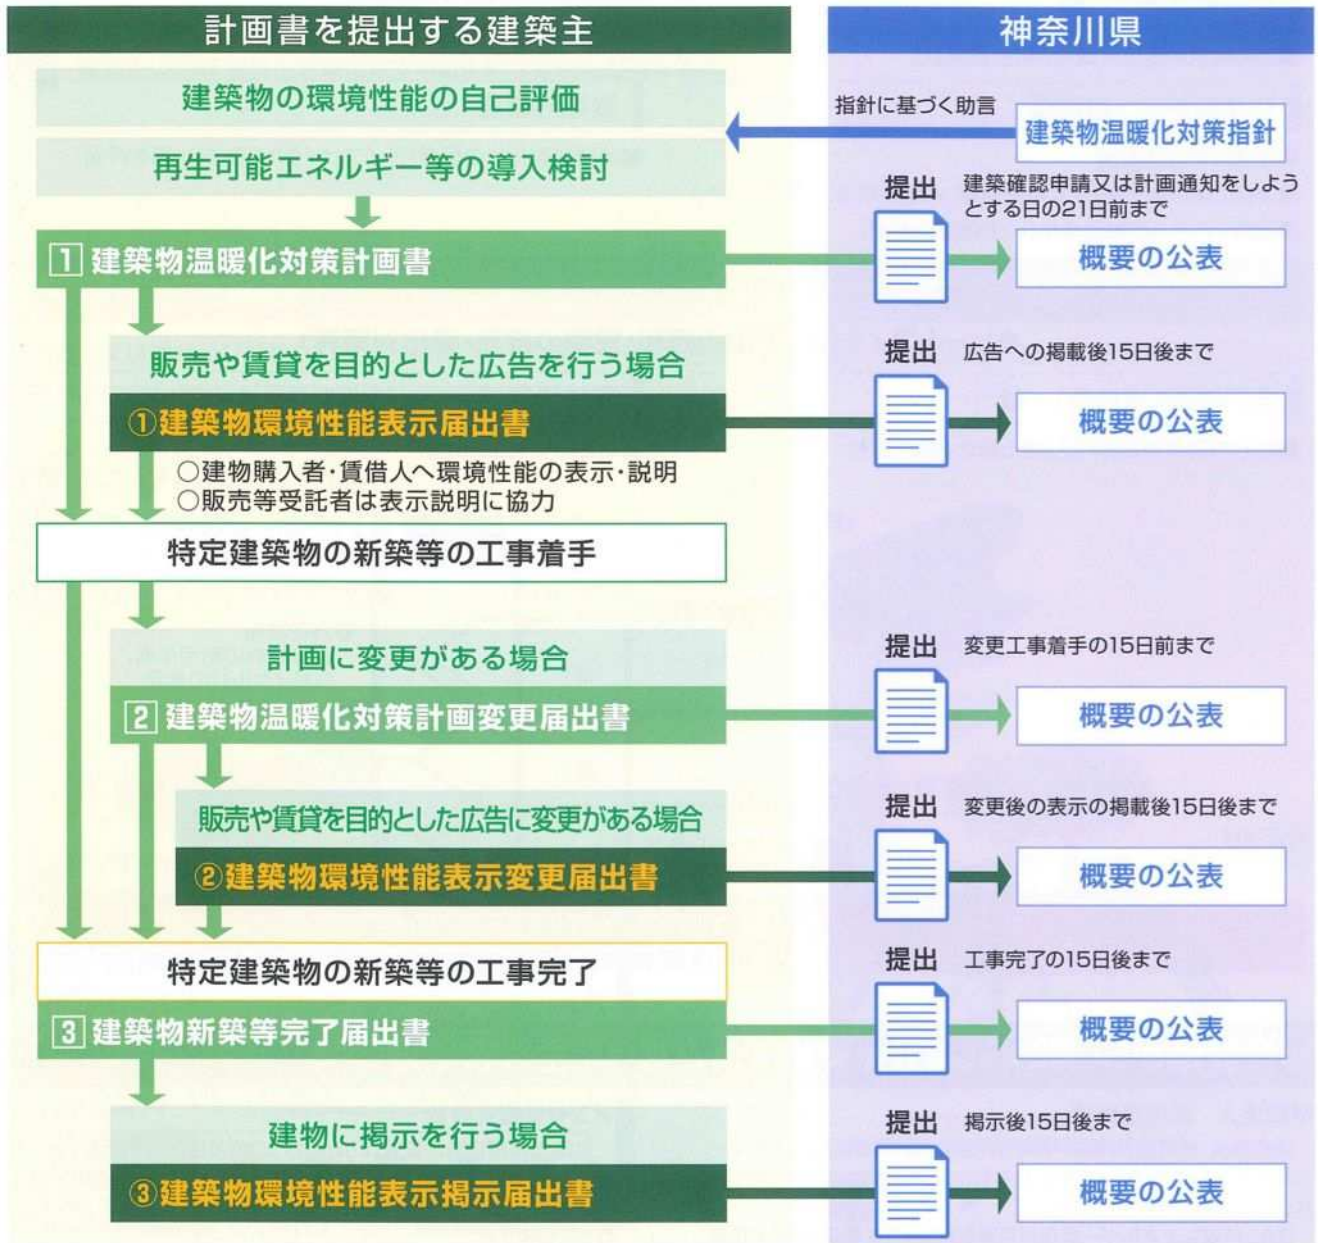 計画書を提出する建築主
神奈川県
建築物の環境性能の自己評価
再生可能エネルギー等の導入検討
指針に基づく助言
建築物温暖化対策指針
1 建築物温暖化対策計画書
提出
建築確認申請又は計画通知をしよう
とする日の21日前まで
概要の公表
販売や賃貸を目的とした広告を行う場合
①建築物環境性能表示届出書
提出
広告への掲載後15日後まで
概要の公表
○建物購入者・賃借人へ環境性能の表示・説明
○販売等受託者は表示説明に協力
特定建築物の新築等の工事着手
計画に変更がある場合
2 建築物温暖化対策計画変更届出書
提出
変更工事着手の15日前まで
概要の公表
販売や賃貸を目的とした広告に変更がある場合
②建築物環境性能表示変更届出書
提出
変更後の表示の掲載後15日後まで
概要の公表
特定建築物の新築等の工事完了
3 建築物新築等完了届出書
提出
工事完了の15日後まで
概要の公表
建物に掲示を行う場合
③建築物環境性能表示掲示届出書
提出
掲示後15日後まで
概要の公表